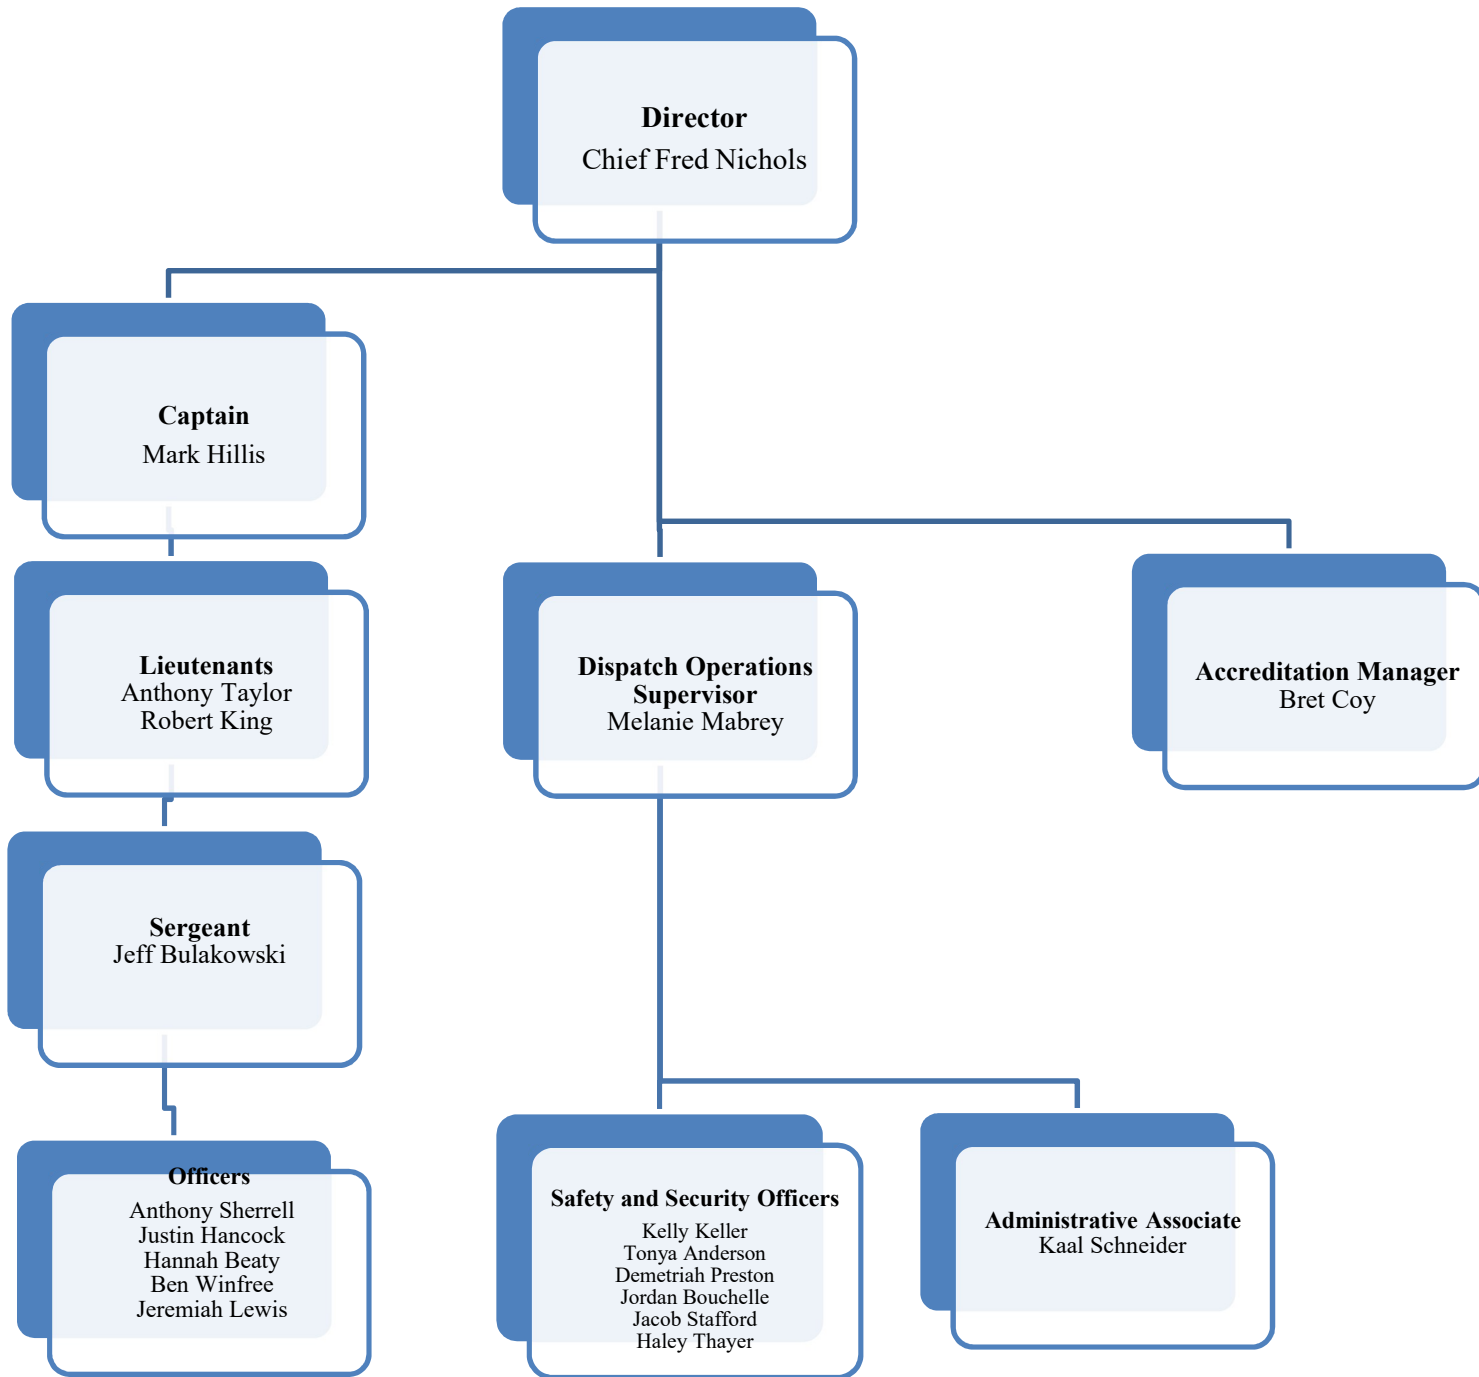 Director
Chief Fred Nichols
Captain
Mark Hillis
Lieutenants
Anthony Taylor
Robert King
Dispatch Operations
Supervisor
Melanie Mabrey
Accreditation Manager
Bret Coy
Sergeant
Jeff Bulakowski
Officers
Anthony Sherrell
Justin Hancock
Hannah Beaty
Ben Winfree
Jeremiah Lewis
Safety and Security Officers
Kelly Keller
Tonya Anderson
Demetriah Preston
Jordan Bouchelle
Jacob Stafford
Haley Thayer
Administrative Associate
Kaal Schneider